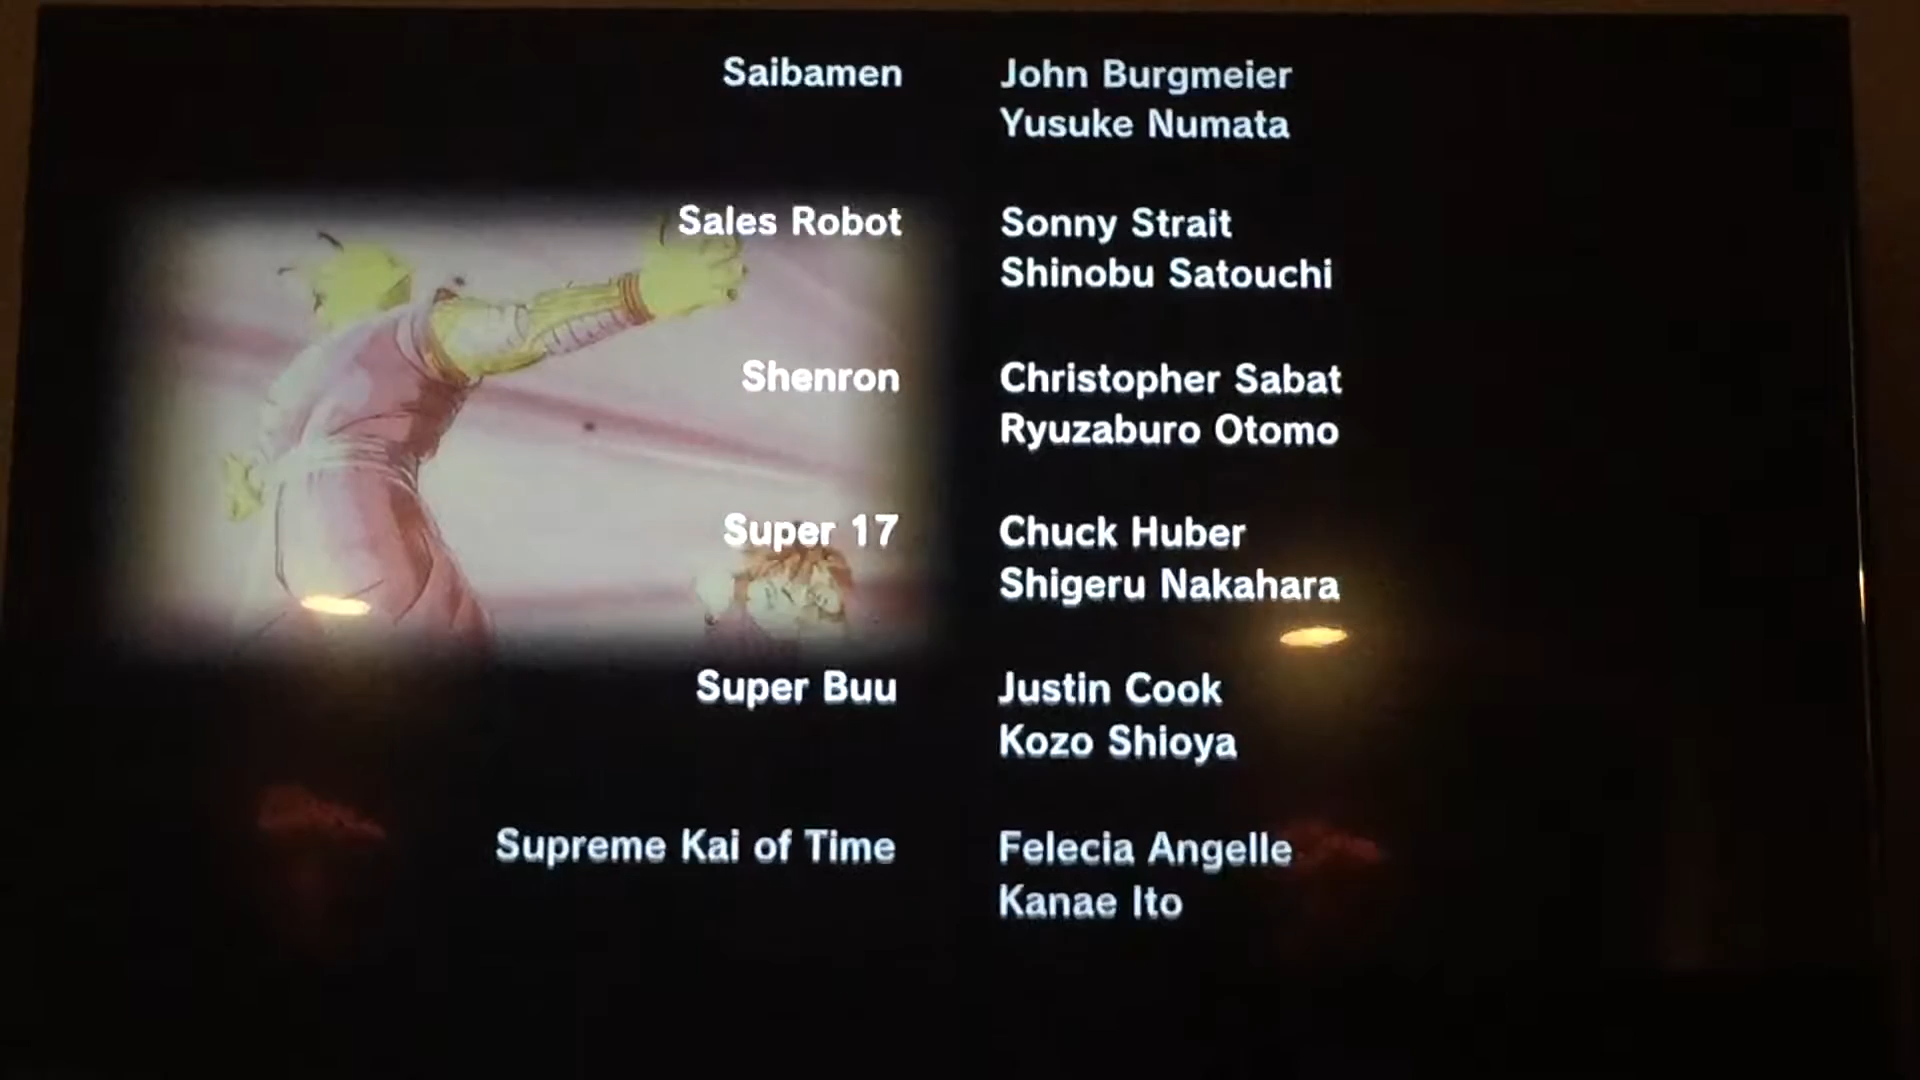 Saibamen John Burgmeier
Yusuke Numata
Sales Robot Sonny Strait
Shinobu Satouchi
Shenron Christopher Sabat
Ryuzaburo Otomo
Super 17 Chuck Huber
Shigeru Nakahara
Super Buu Justin Cook
Kozo Shioya
Supreme Kai of Time Felecia Angelle
Kanae Ito